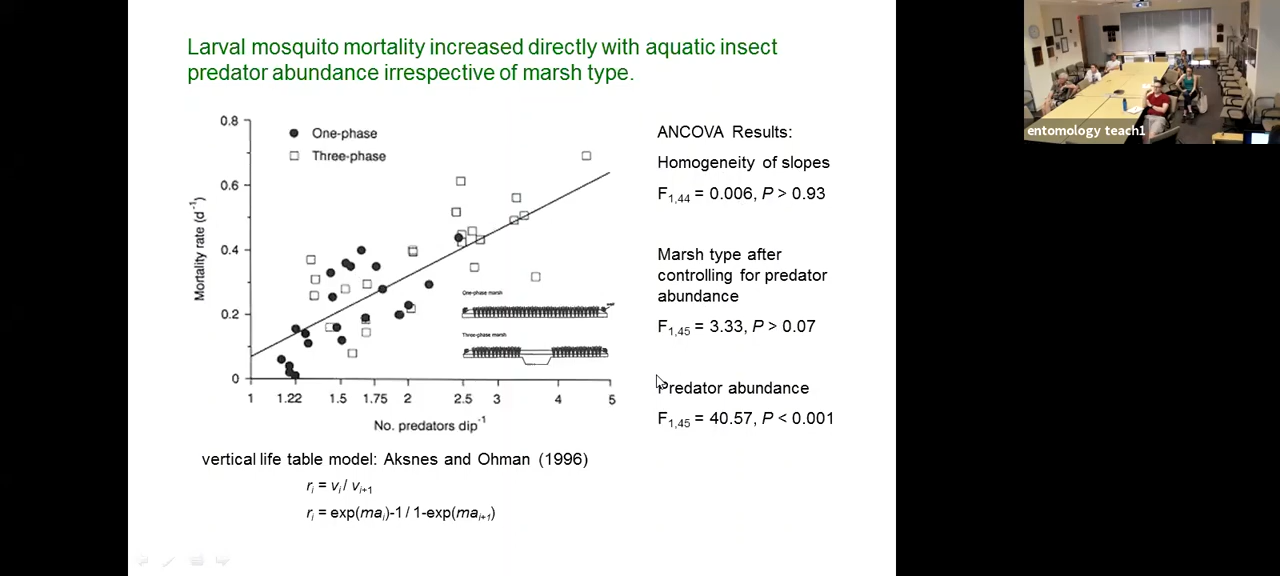 Larval mosquito mortality increased directly with aquatic insect
predator abundance irrespective of marsh type.
entomology teach1
0.8
0.6
0.4
0.2
0
Mortality rate (d⁻¹)
One-phase
Three-phase
One-phase marsh
Three-phase marsh
1 1.22 1.5 1.75 2 2.5 3 4 5
No. predators dip⁻¹
ANCOVA Results:
Homogeneity of slopes
F₁,₄₄ = 0.006, P > 0.93
Marsh type after
controlling for predator
abundance
F₁,₄₅ = 3.33, P > 0.07
Predator abundance
F₁,₄₅ = 40.57, P < 0.001
vertical life table model: Aksnes and Ohman (1996)
rᵢ = vᵢ / vᵢ₊₁
rᵢ = exp(maᵢ)-1 / 1-exp(maᵢ₊₁)